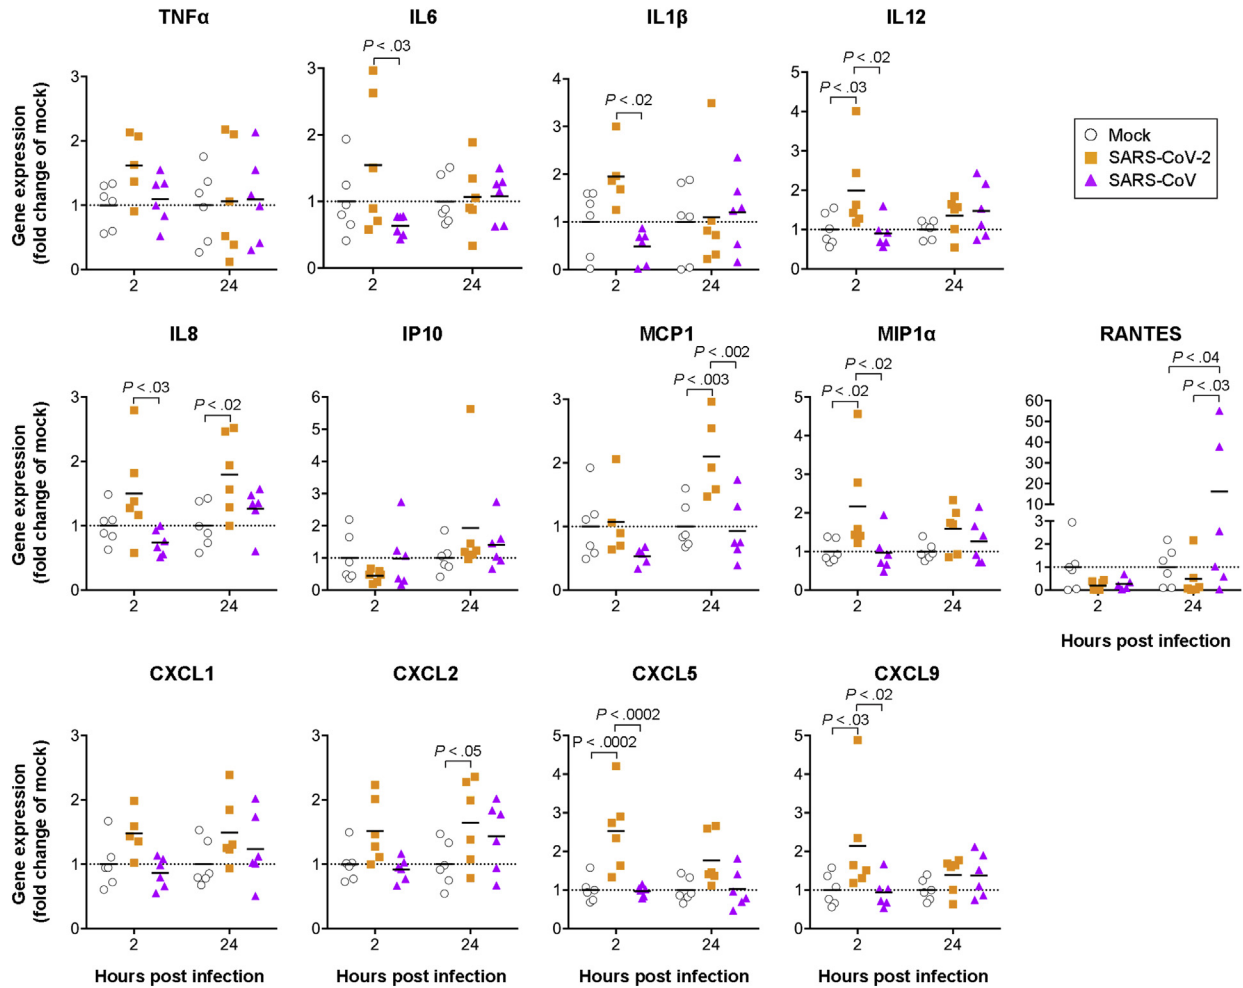 TNFα
IL6
IL1β
IL12
Gene expression
(fold change of mock)
3
2
1
0
2
24
P < .03
3
2
1
0
2
24
P < .02
4
3
2
1
0
2
24
P < .02
P < .03
5
4
3
2
1
0
2
24
Mock
SARS-CoV-2
SARS-CoV
IL8
IP10
MCP1
MIP1α
RANTES
Gene expression
(fold change of mock)
P < .03
P < .02
3
2
1
0
2
24
6
5
4
3
2
1
0
2
24
P < .002
P < .003
3
2
1
0
2
24
P < .02
P < .02
5
4
3
2
1
0
2
24
P < .04
P < .03
60
50
40
30
20
10
3
2
1
0
2
24
Hours post infection
CXCL1
CXCL2
CXCL5
CXCL9
Gene expression
(fold change of mock)
3
2
1
0
2
24
Hours post infection
P < .05
3
2
1
0
2
24
Hours post infection
P < .0002
P < .0002
5
4
3
2
1
0
2
24
Hours post infection
P < .02
P < .03
5
4
3
2
1
0
2
24
Hours post infection